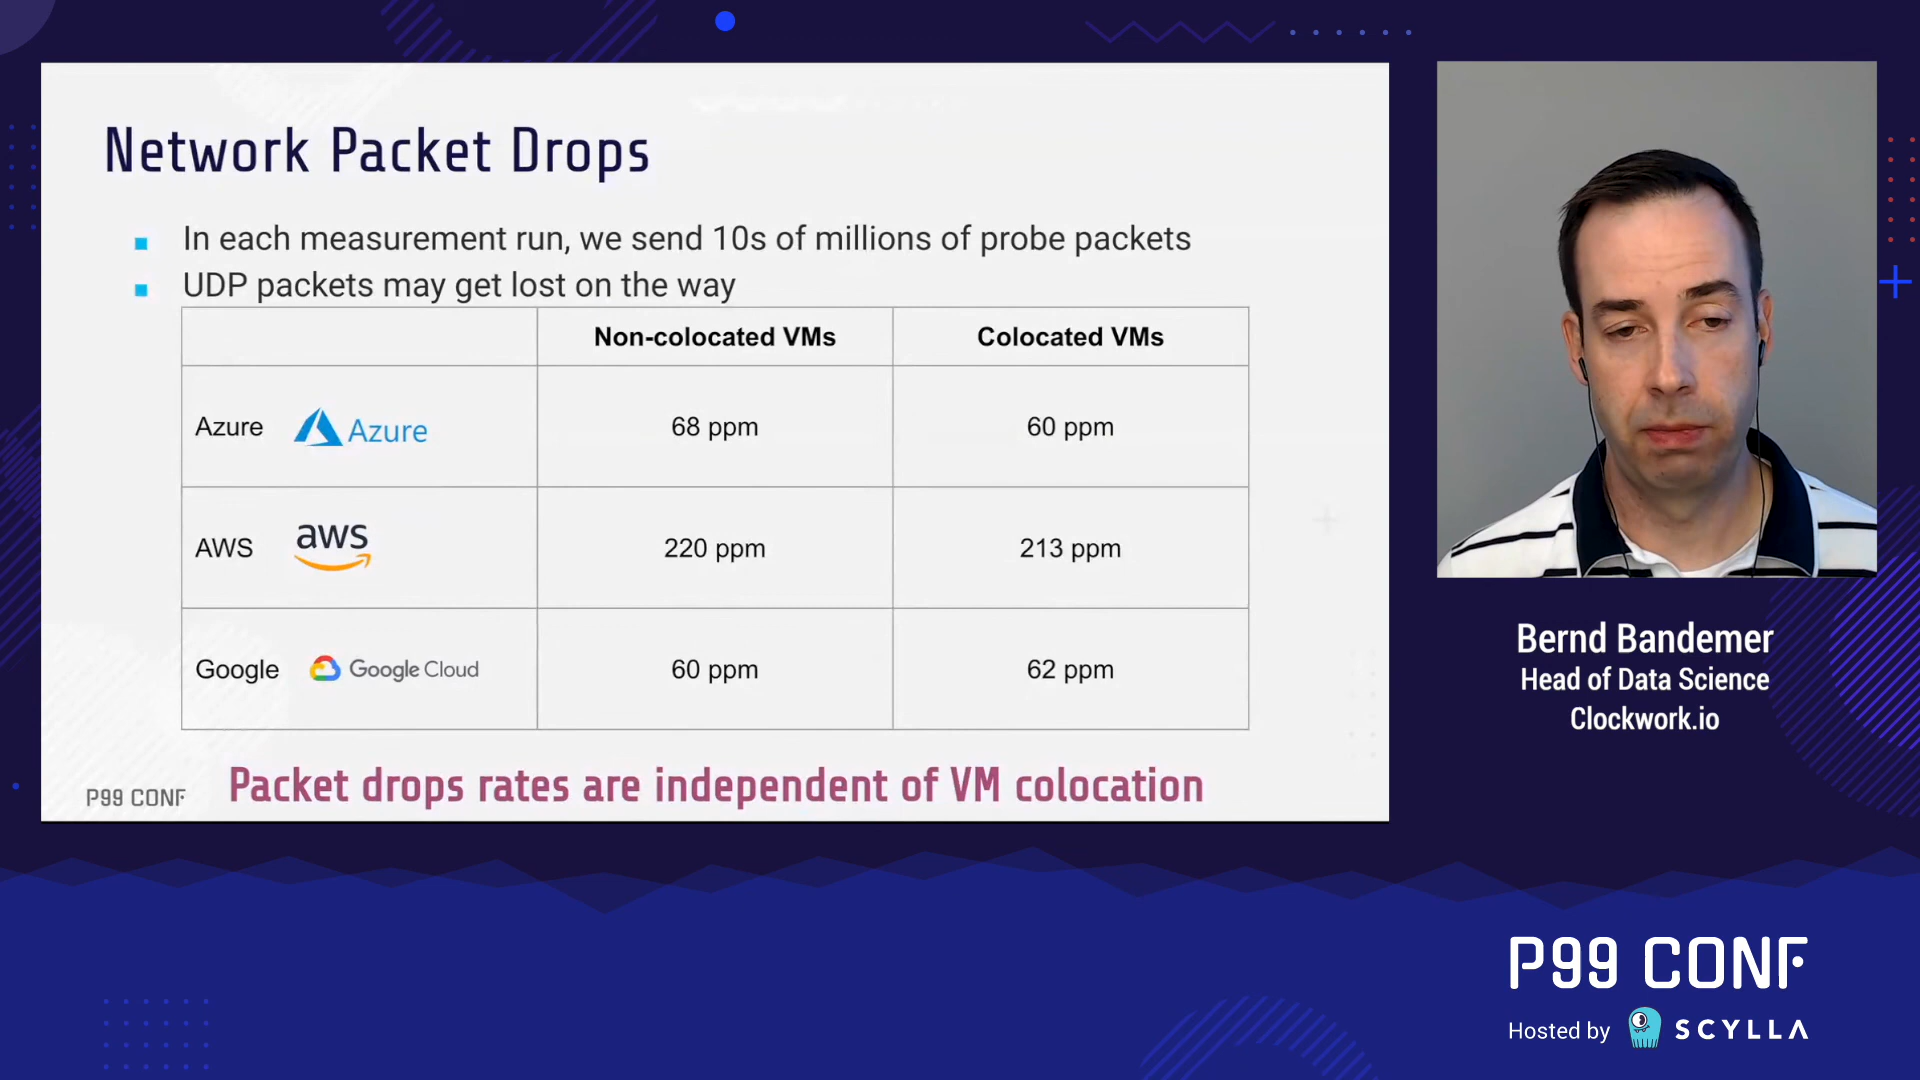 Network Packet Drops
In each measurement run, we send 10s of millions of probe packets
UDP packets may get lost on the way
Non-colocated VMs Colocated VMs
Azure Azure 68 ppm 60 ppm
AWS aws 220 ppm 213 ppm
Google Google Cloud 60 ppm 62 ppm
P99 CONF Packet drops rates are independent of VM colocation
Bernd Bandemer
Head of Data Science
Clockwork.io
P99 CONF
Hosted by SCYLLA